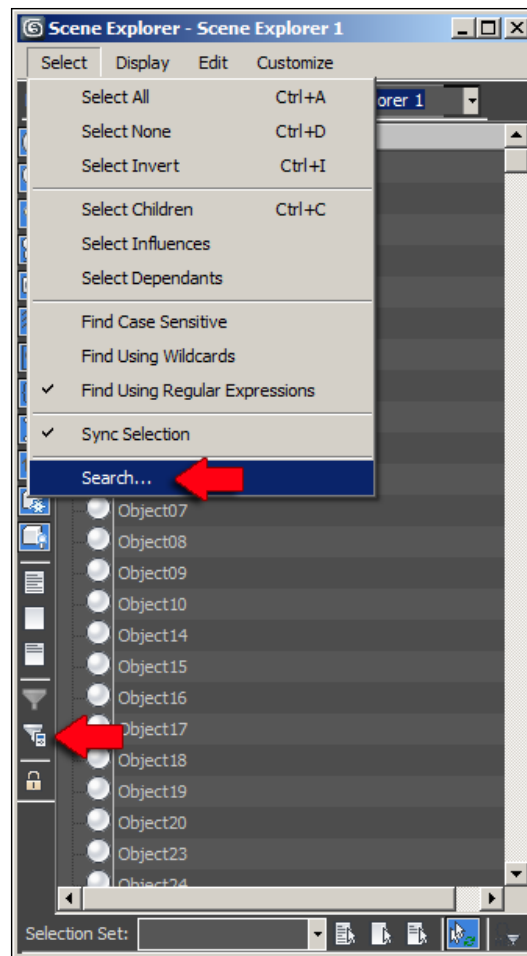 Scene Explorer - Scene Explorer 1
Select Display Edit Customize
Select All Ctrl+A
orer 1
Select None Ctrl+D
Select Invert Ctrl+I
Select Children Ctrl+C
Select Influences
Select Dependants
Find Case Sensitive
Find Using Wildcards
Find Using Regular Expressions
Sync Selection
Search...
Object07
Object08
Object09
Object10
Object14
Object15
Object16
Object17
Object18
Object19
Object20
Object23
Object24
Selection Set: